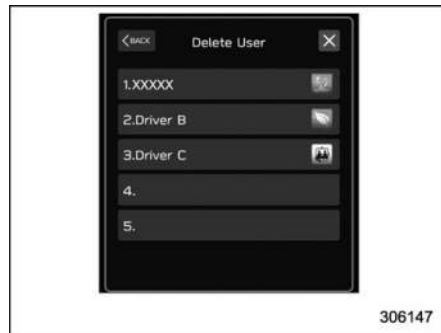 BACK Delete User
1.XXXXX
2.Driver B
3.Driver C
4.
5.
306147